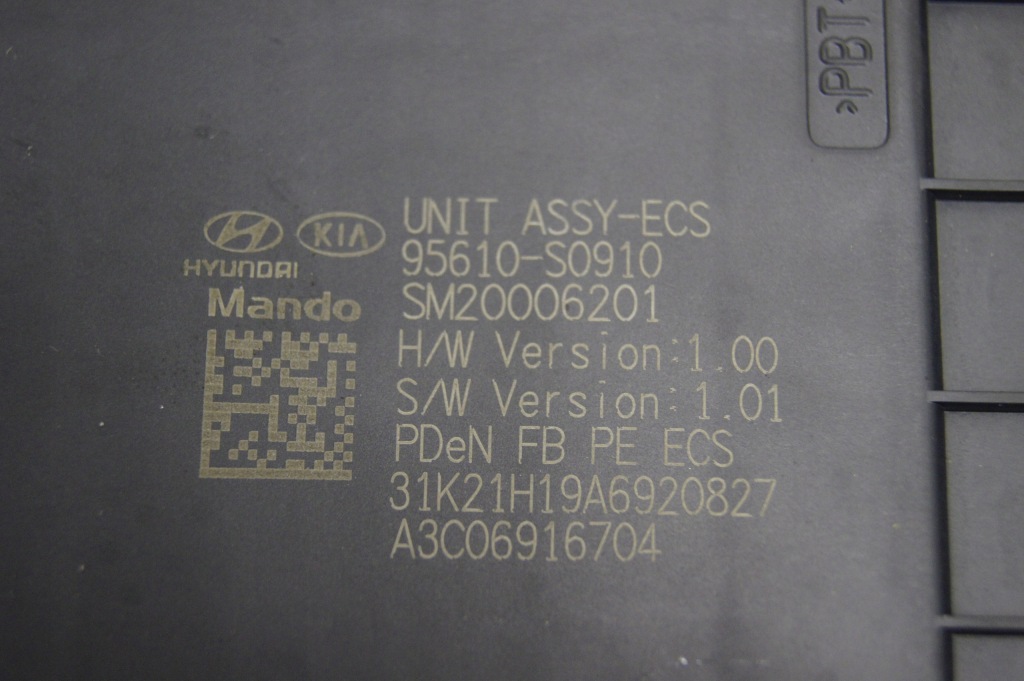 HYUNDAI
KIA
Mando
UNIT ASSY-ECS
95610-S0910
SM20006201
H/W Version:1.00
S/W Version:1.01
PDeN FB PE ECS
31K21H19A6920827
A3C06916704
>PBT